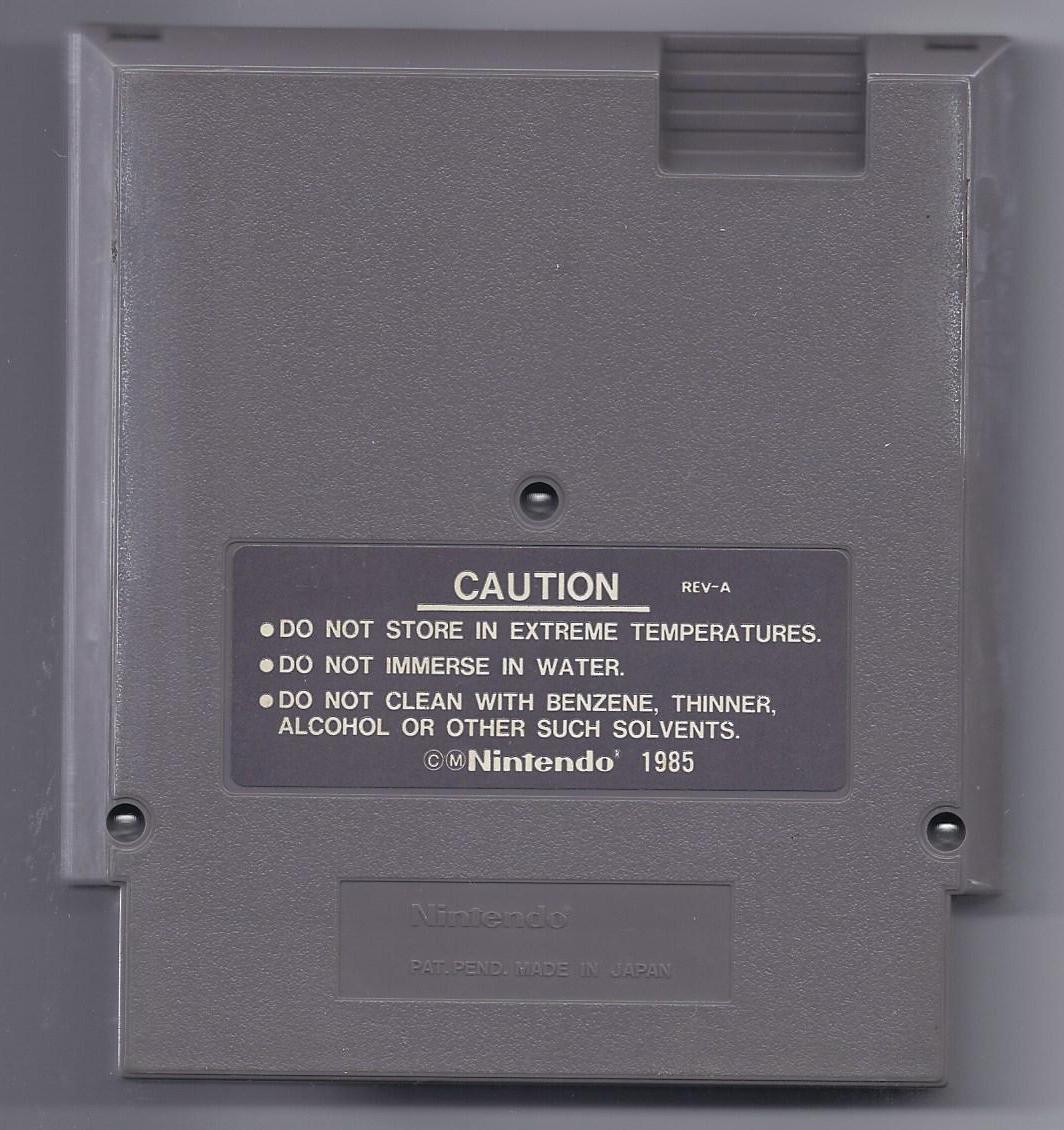 CAUTION REV-A
●DO NOT STORE IN EXTREME TEMPERATURES.
●DO NOT IMMERSE IN WATER.
●DO NOT CLEAN WITH BENZENE, THINNER,
ALCOHOL OR OTHER SUCH SOLVENTS.
ⒸⓂNintendo® 1985
Nintendo®
PAT. PEND. MADE IN JAPAN